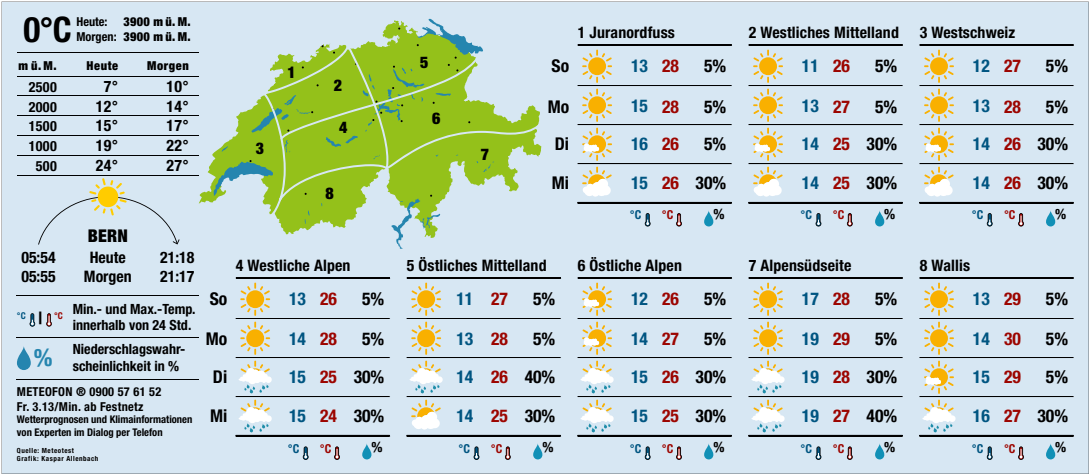 0°C Heute: 3900 m ü. M.
Morgen: 3900 m ü. M.
m ü. M. Heute Morgen
2500 7° 10°
2000 12° 14°
1500 15° 17°
1000 19° 22°
500 24° 27°
BERN
05:54 Heute 21:18
05:55 Morgen 21:17
°C °C Min.- und Max.-Temp.
innerhalb von 24 Std.
% Niederschlagswahr-
scheinlichkeit in %
METEOFON ® 0900 57 61 52
Fr. 3.13/Min. ab Festnetz
Wetterprognosen und Klimainformationen
von Experten im Dialog per Telefon
Quelle: Meteotest
Grafik: Kaspar Allenbach
1
2
3
4
5
6
7
8
1 Juranordfuss 2 Westliches Mittelland 3 Westschweiz
So 13 28 5% 11 26 5% 12 27 5%
Mo 15 28 5% 13 27 5% 13 28 5%
Di 16 26 5% 14 25 30% 14 26 5%
Mi 15 26 30% 14 25 30% 14 26 30%
°C °C % °C °C % °C °C %
4 Westliche Alpen 5 Östliches Mittelland 6 Östliche Alpen 7 Alpensüdseite 8 Wallis
So 13 26 5% 11 27 5% 12 26 5% 17 28 5% 13 29 5%
Mo 14 28 5% 13 28 5% 14 27 5% 19 29 5% 14 30 5%
Di 15 25 30% 14 26 40% 15 26 30% 19 28 30% 15 29 5%
Mi 15 24 30% 14 25 30% 15 25 30% 19 27 40% 16 27 30%
°C °C % °C °C % °C °C % °C °C % °C °C %